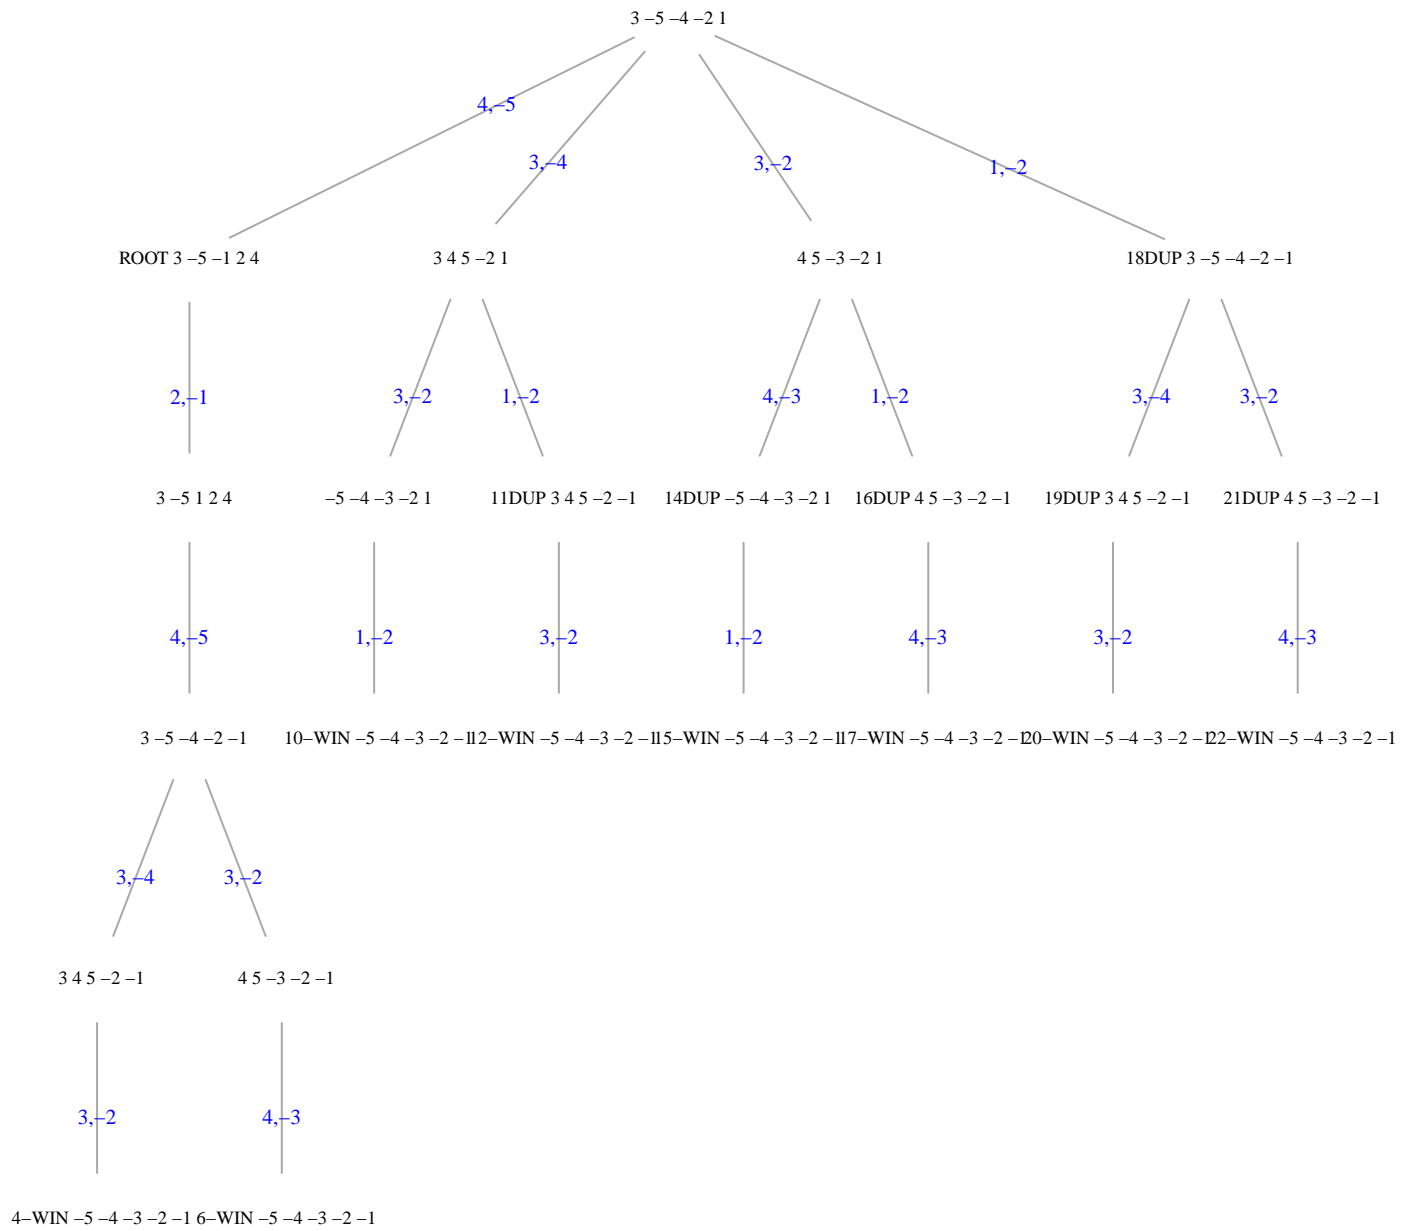 3 –5 –4 –2 1
4,–5
3,–4
3,–2
1,–2
ROOT 3 –5 –1 2 4
3 4 5 –2 1
4 5 –3 –2 1
18DUP 3 –5 –4 –2 –1
2,–1
3,–2
1,–2
4,–3
1,–2
3,–4
3,–2
3 –5 1 2 4
–5 –4 –3 –2 1
11DUP 3 4 5 –2 –1
14DUP –5 –4 –3 –2 1
16DUP 4 5 –3 –2 –1
19DUP 3 4 5 –2 –1
21DUP 4 5 –3 –2 –1
4,–5
1,–2
3,–2
1,–2
4,–3
3,–2
4,–3
3 –5 –4 –2 –1
10–WIN –5 –4 –3 –2 –1
12–WIN –5 –4 –3 –2 –1
15–WIN –5 –4 –3 –2 –1
17–WIN –5 –4 –3 –2 –1
20–WIN –5 –4 –3 –2 –1
22–WIN –5 –4 –3 –2 –1
3,–4
3,–2
3 4 5 –2 –1
4 5 –3 –2 –1
3,–2
4,–3
4–WIN –5 –4 –3 –2 –1
6–WIN –5 –4 –3 –2 –1